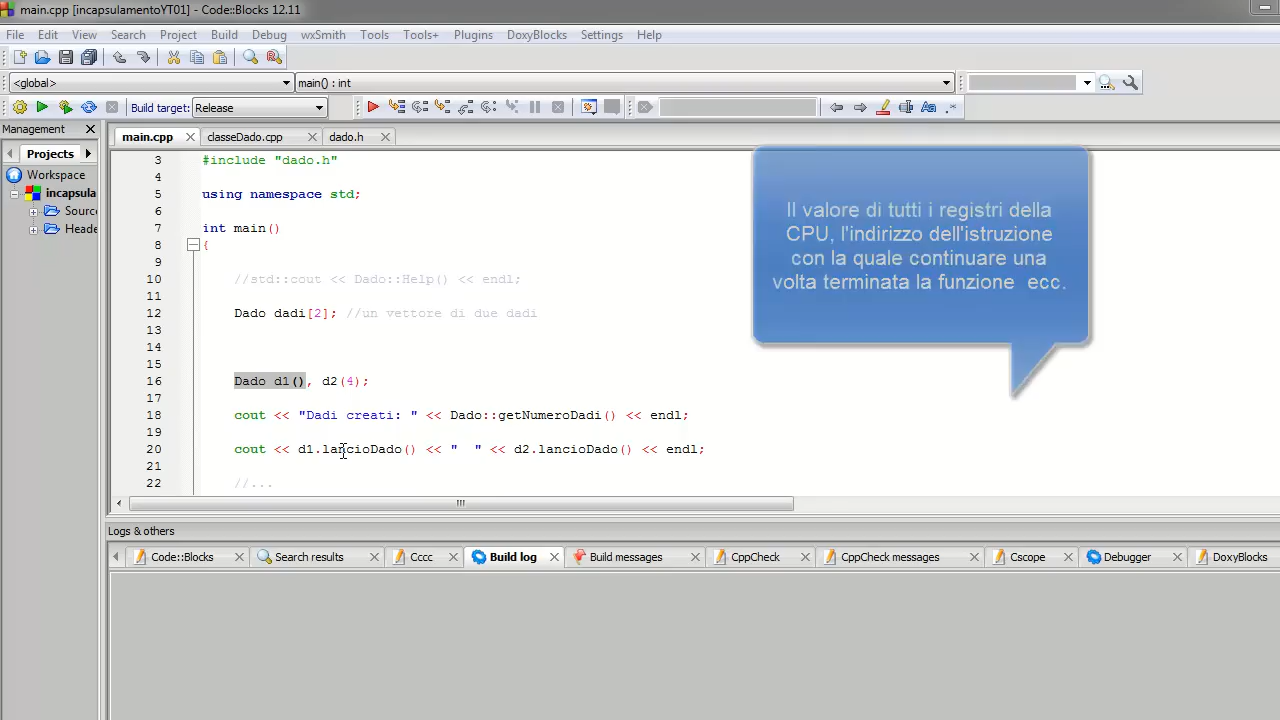 main.cpp [incapsulamentoYT01] - Code::Blocks 12.11
File Edit View Search Project Build Debug wxSmith Tools Tools+ Plugins DoxyBlocks Settings Help
<global> main() : int
Build target: Release
Management
main.cpp classeDado.cpp dado.h
Projects
Workspace
incapsula
Sourc
Heade
3 #include "dado.h"
4
5 using namespace std;
6
7 int main()
8 {
9
10 //std::cout << Dado::Help() << endl;
11
12 Dado dadi[2]; //un vettore di due dadi
13
14
15
16 Dado d1(), d2(4);
17
18 cout << "Dadi creati: " << Dado::getNumeroDadi() << endl;
19
20 cout << d1.lancioDado() << "  " << d2.lancioDado() << endl;
21
22 //...
Il valore di tutti i registri della
CPU, l'indirizzo dell'istruzione
con la quale continuare una
volta terminata la funzione ecc.
Logs & others
Code::Blocks Search results Cccc Build log Build messages CppCheck CppCheck messages Cscope Debugger DoxyBlocks